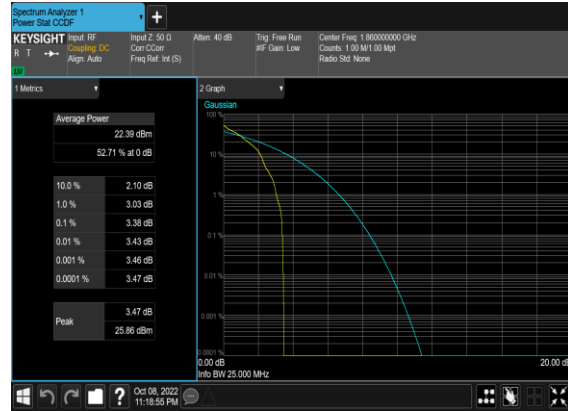 Spectrum Analyzer 1
Power Stat CCDF
KEYSIGHT
R T
LXI
Input: RF
Coupling: DC
Align: Auto
Input Z: 50 Ω
Corr CCorr
Freq Ref: Int (S)
Atten: 40 dB
Trig: Free Run
#IF Gain: Low
Center Freq: 1.860000000 GHz
Counts: 1.00 M/1.00 Mpt
Radio Std: None
1 Metrics
Average Power
22.39 dBm
52.71 % at 0 dB
10.0 % 2.10 dB
1.0 % 3.03 dB
0.1 % 3.38 dB
0.01 % 3.43 dB
0.001 % 3.46 dB
0.0001 % 3.47 dB
Peak 3.47 dB
25.86 dBm
2 Graph
Gaussian
100 %
10 %
1 %
0.1 %
0.01 %
0.001 %
0.0001 %
0.00 dB
20.00 dB
Info BW 25.000 MHz
?
Oct 08, 2022
11:18:55 PM